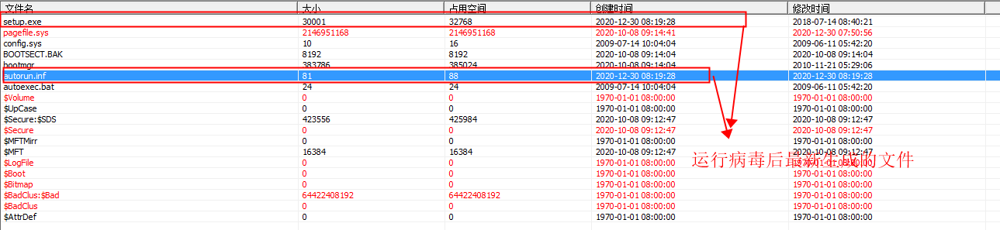 文件名 大小 占用空间 创建时间 修改时间
setup.exe 30001 32768 2020-12-30 08:19:28 2018-07-14 08:40:21
pagefile.sys 2146951168 2146951168 2020-10-08 09:14:41 2020-12-30 07:50:56
config.sys 10 16 2009-07-14 10:04:04 2009-06-11 05:42:20
BOOTSECT.BAK 8192 8192 2020-10-08 09:14:04 2020-10-08 09:14:04
bootmgr 383786 385024 2020-10-08 09:14:04 2010-11-21 05:29:06
autorun.inf 81 88 2020-12-30 08:19:28 2020-12-30 08:19:28
autoexec.bat 24 24 2009-07-14 10:04:04 2009-06-11 05:42:20
$Volume 0 0 1970-01-01 08:00:00 1970-01-01 08:00:00
$UpCase 0 0 1970-01-01 08:00:00 1970-01-01 08:00:00
$Secure:$SDS 423556 425984 2020-10-08 09:12:47 2020-10-08 09:12:47
$Secure 0 0 2020-10-08 09:12:47 2020-10-08 09:12:47
$MFTMirr 0 0 1970-01-01 08:00:00 1970-01-01 08:00:00
$MFT 16384 16384 2020-10-08 09:12:47 2020-10-08 09:12:47
运行病毒后最新生成的文件
$LogFile 0 0 1970-01-01 08:00:00 1970-01-01 08:00:00
$Boot 0 0 1970-01-01 08:00:00 1970-01-01 08:00:00
$Bitmap 0 0 1970-01-01 08:00:00 1970-01-01 08:00:00
$BadClus:$Bad 64422408192 64422408192 1970-01-01 08:00:00 1970-01-01 08:00:00
$BadClus 0 0 1970-01-01 08:00:00 1970-01-01 08:00:00
$AttrDef 0 0 1970-01-01 08:00:00 1970-01-01 08:00:00